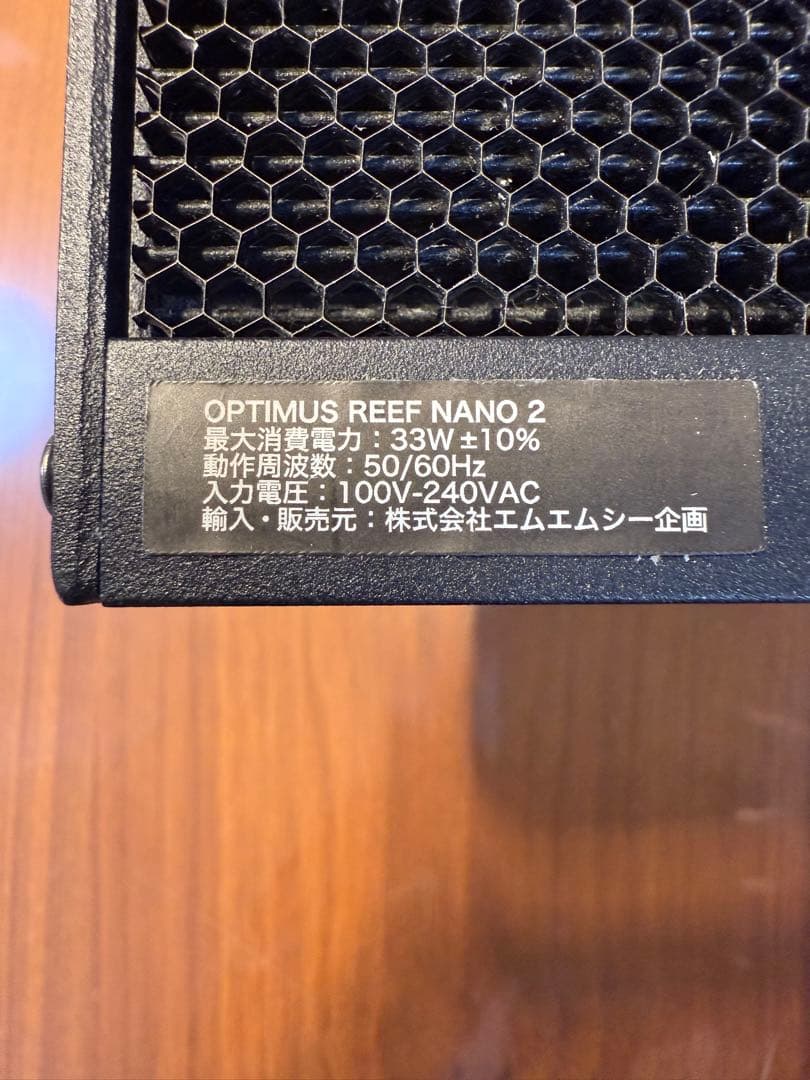 OPTIMUS REEF NANO 2
最大消費電力：33W ±10%
動作周波数：50/60Hz
入力電圧：100V-240VAC
輸入・販売元：株式会社エムエムシー企画